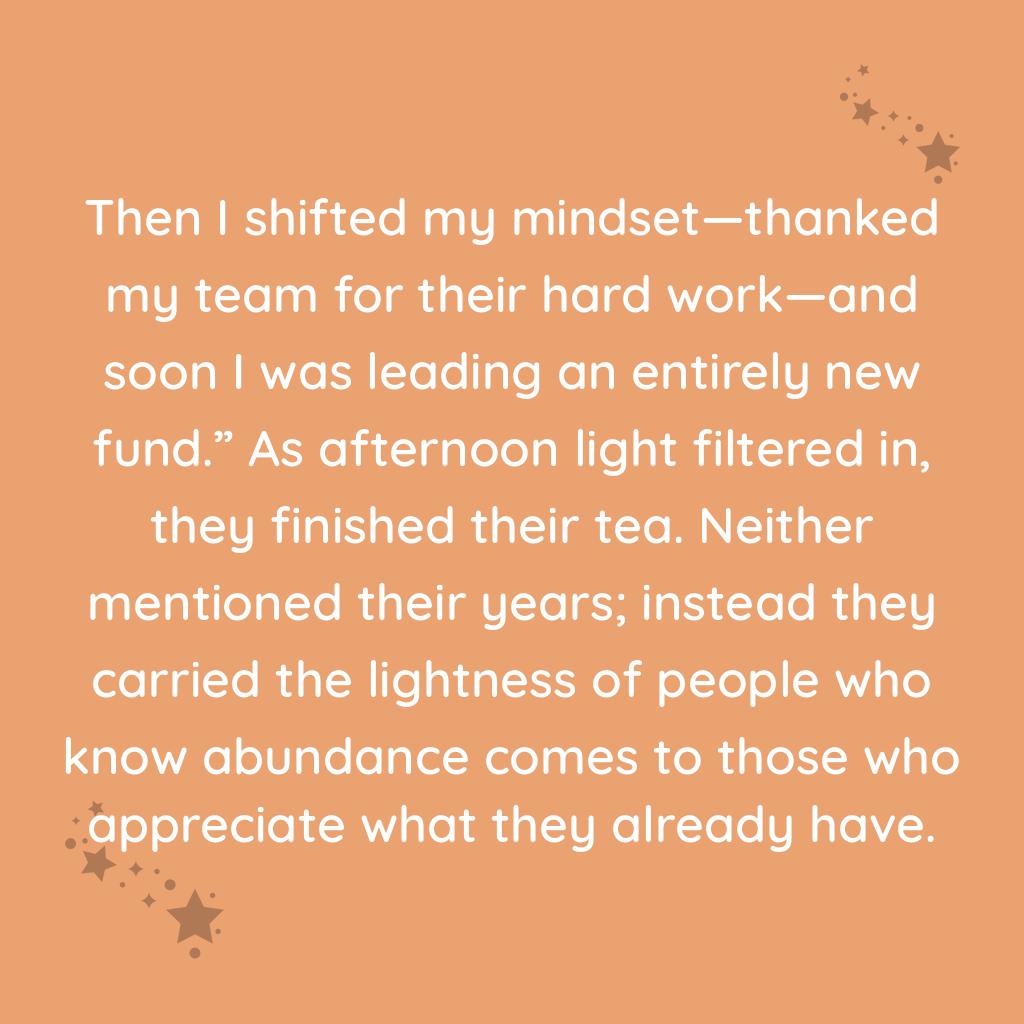 Then I shifted my mindset—thanked
my team for their hard work—and
soon I was leading an entirely new
fund.” As afternoon light filtered in,
they finished their tea. Neither
mentioned their years; instead they
carried the lightness of people who
know abundance comes to those who
appreciate what they already have.